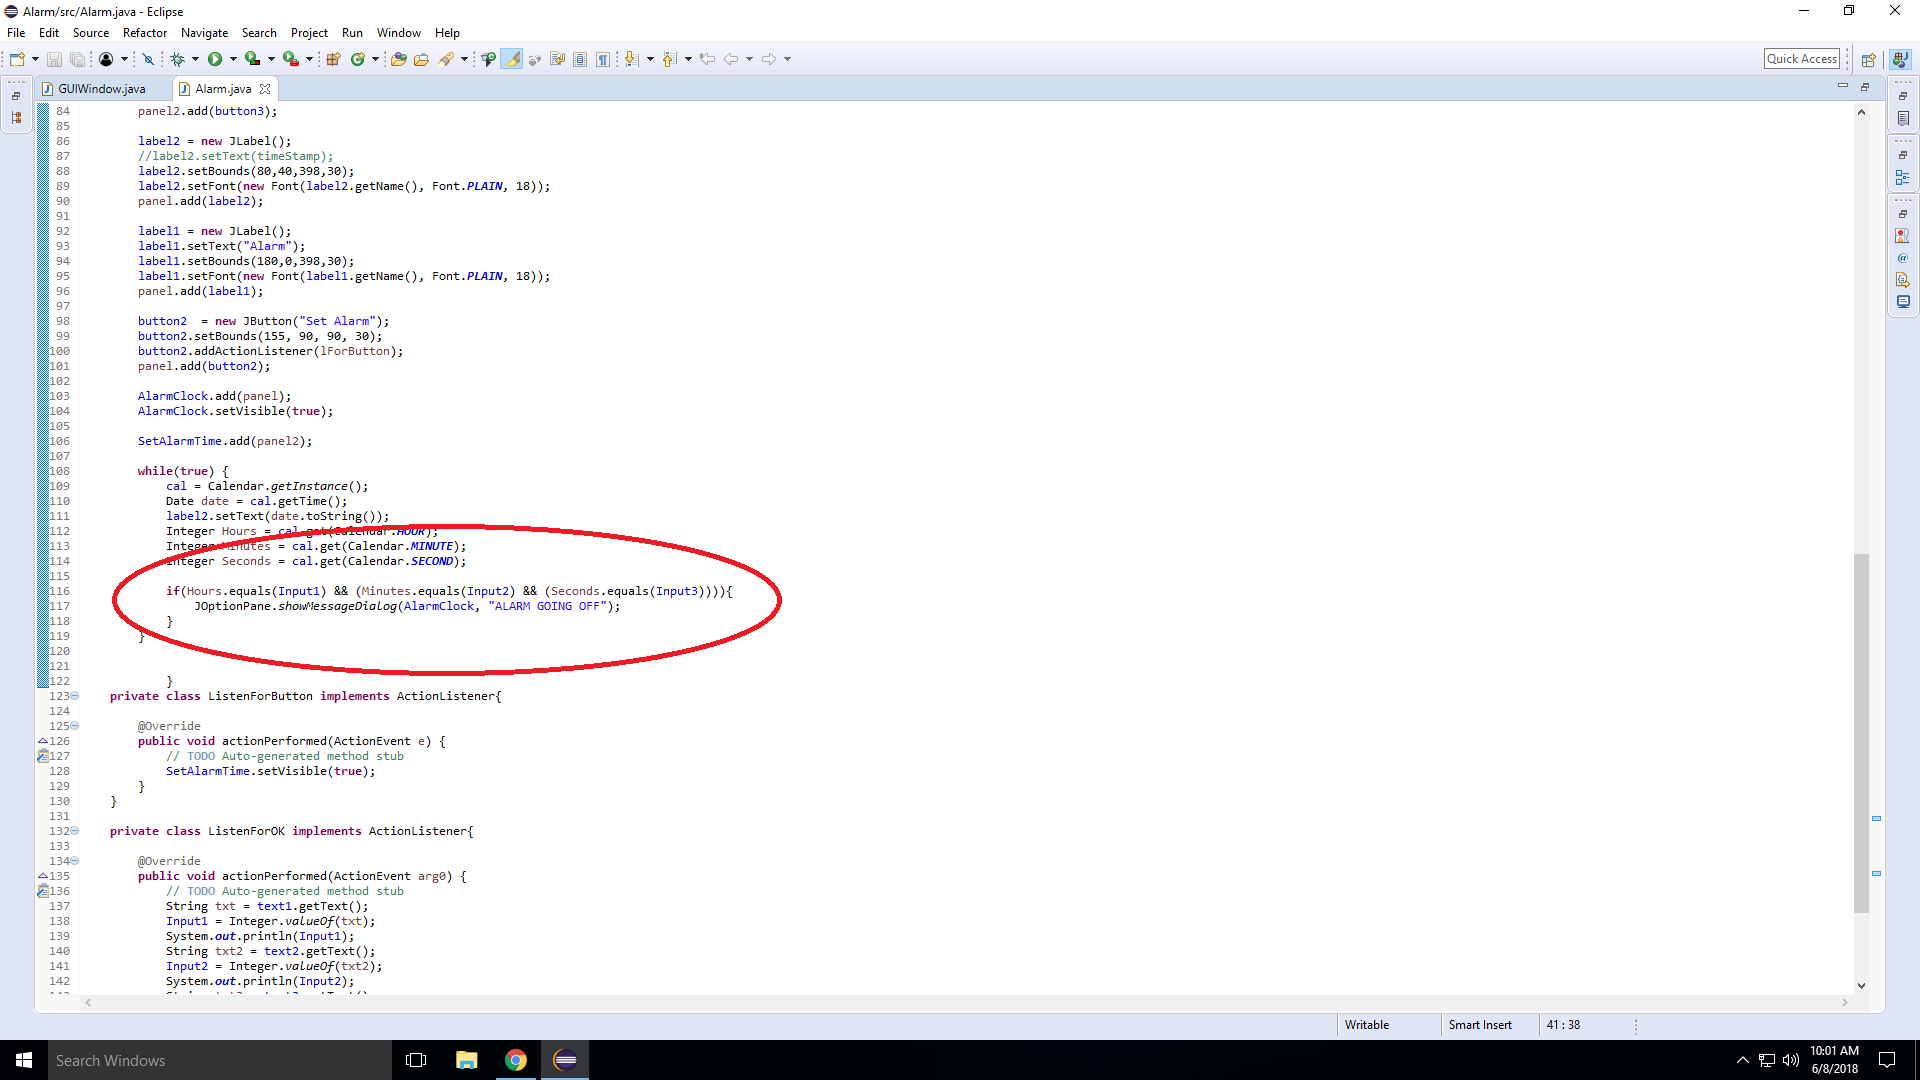 Alarm/src/Alarm.java - Eclipse
File Edit Source Refactor Navigate Search Project Run Window Help
Quick Access
GUIWindow.java Alarm.java
84 panel2.add(button3);
85
86 label2 = new JLabel();
87 //label2.setText(timeStamp);
88 label2.setBounds(80,40,398,30);
89 label2.setFont(new Font(label2.getName(), Font.PLAIN, 18));
90 panel.add(label2);
91
92 label1 = new JLabel();
93 label1.setText("Alarm");
94 label1.setBounds(180,0,398,30);
95 label1.setFont(new Font(label1.getName(), Font.PLAIN, 18));
96 panel.add(label1);
97
98 button2  = new JButton("Set Alarm");
99 button2.setBounds(155, 90, 90, 30);
100 button2.addActionListener(lForButton);
101 panel.add(button2);
102
103 AlarmClock.add(panel);
104 AlarmClock.setVisible(true);
105
106 SetAlarmTime.add(panel2);
107
108 while(true) {
109 cal = Calendar.getInstance();
110 Date date = cal.getTime();
111 label2.setText(date.toString());
112 Integer Hours = cal.get(Calendar.HOUR);
113 Integer Minutes = cal.get(Calendar.MINUTE);
114 Integer Seconds = cal.get(Calendar.SECOND);
115
116 if(Hours.equals(Input1) && (Minutes.equals(Input2) && (Seconds.equals(Input3)))){
117 JOptionPane.showMessageDialog(AlarmClock, "ALARM GOING OFF");
118 }
119 }
120
121
122 }
123 private class ListenForButton implements ActionListener{
124
125 @Override
126 public void actionPerformed(ActionEvent e) {
127 // TODO Auto-generated method stub
128 SetAlarmTime.setVisible(true);
129 }
130 }
131
132 private class ListenForOK implements ActionListener{
133
134 @Override
135 public void actionPerformed(ActionEvent arg0) {
136 // TODO Auto-generated method stub
137 String txt = text1.getText();
138 Input1 = Integer.valueOf(txt);
139 System.out.println(Input1);
140 String txt2 = text2.getText();
141 Input2 = Integer.valueOf(txt2);
142 System.out.println(Input2);
Writable Smart Insert 41 : 38
Search Windows
10:01 AM
6/8/2018